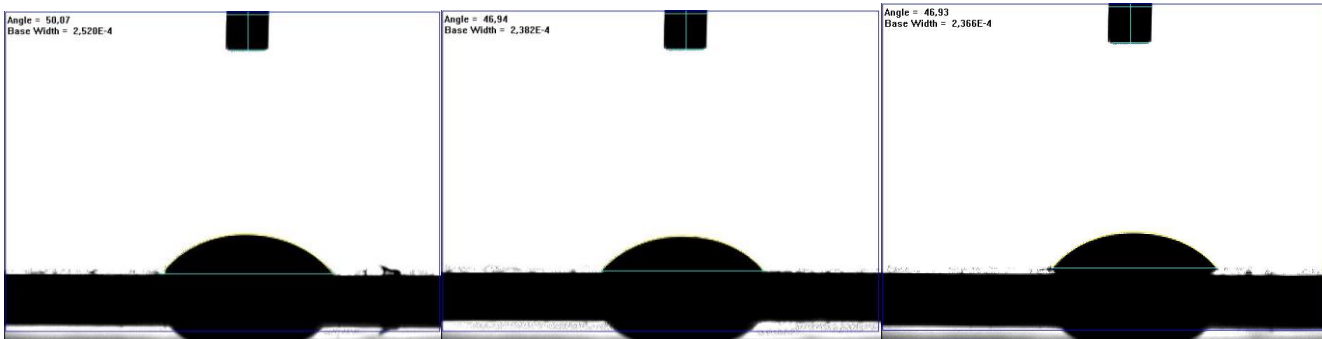 Angle = 50,07
Base Width = 2,520E-4
Angle = 46,94
Base Width = 2,382E-4
Angle = 46,93
Base Width = 2,366E-4